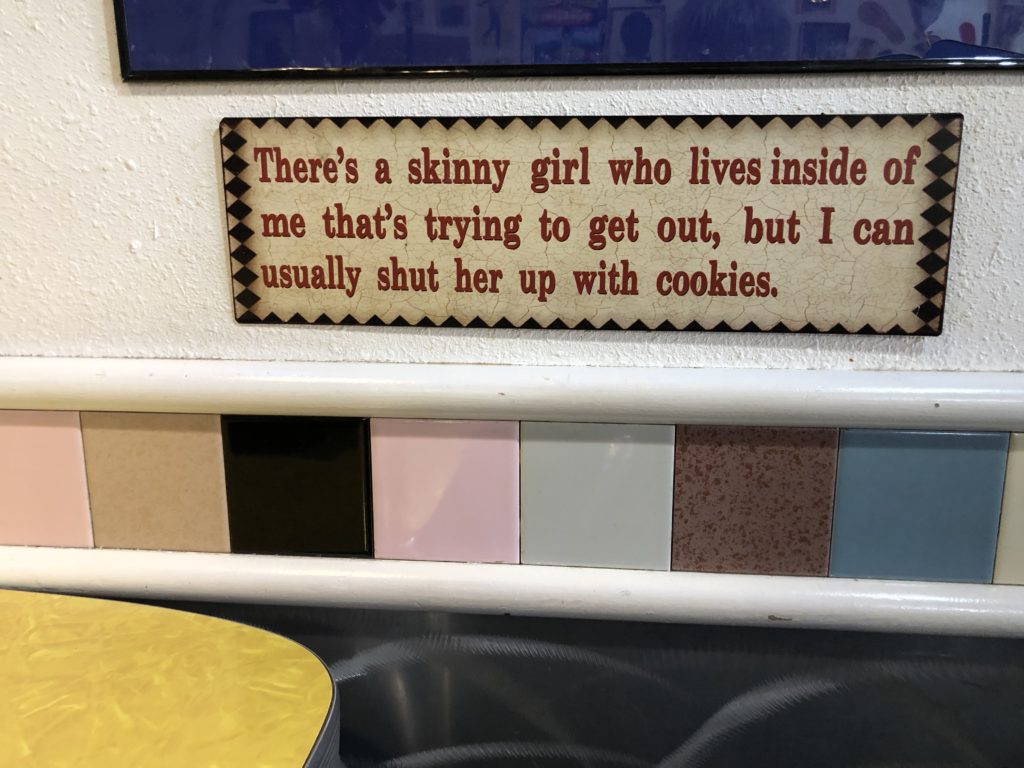 There's a skinny girl who lives inside of
me that's trying to get out, but I can
usually shut her up with cookies.